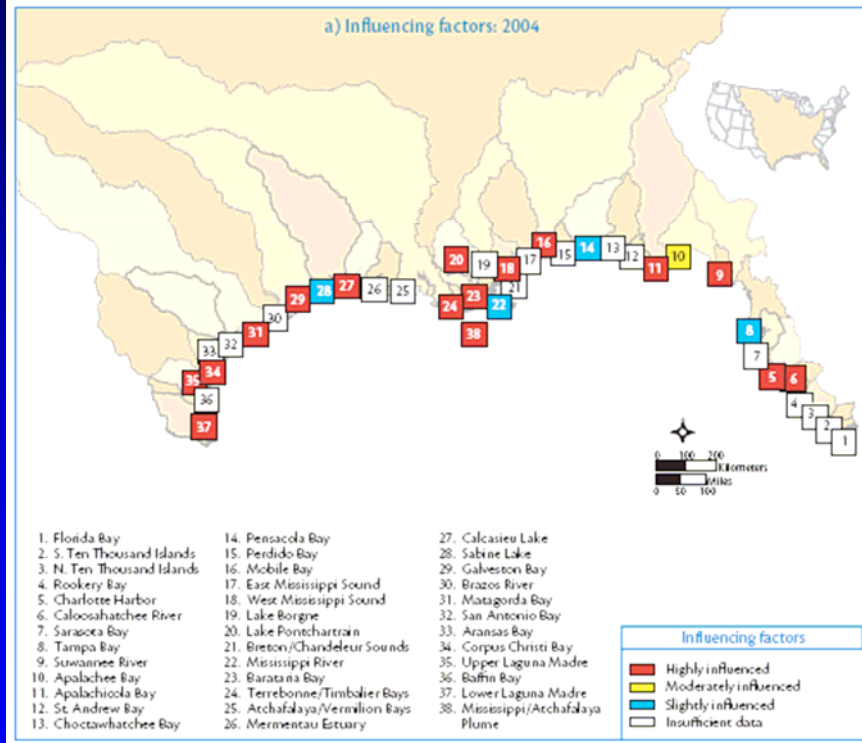 a) Influencing factors: 2004
20
19
18
17
16
15
14
13
12
11
10
9
29
28
27
26
25
24
23
22
21
38
30
31
32
33
34
35
36
37
8
7
5
6
4
3
2
1
0 100 200
Kilometers
Miles
0 50 100
1. Florida Bay
2. S. Ten Thousand Islands
3. N. Ten Thousand Islands
4. Rookery Bay
5. Charlotte Harbor
6. Caloosahatchee River
7. Sarasota Bay
8. Tampa Bay
9. Suwannee River
10. Apalachee Bay
11. Apalachicola Bay
12. St. Andrew Bay
13. Choctawhatchee Bay
14. Pensacola Bay
15. Perdido Bay
16. Mobile Bay
17. East Mississippi Sound
18. West Mississippi Sound
19. Lake Borgne
20. Lake Pontchartrain
21. Breton/Chandeleur Sounds
22. Mississippi River
23. Barataria Bay
24. Terrebonne/Timbalier Bays
25. Atchafalaya/Vermilion Bays
26. Mermentau Estuary
27. Calcasieu Lake
28. Sabine Lake
29. Galveston Bay
30. Brazos River
31. Matagorda Bay
32. San Antonio Bay
33. Aransas Bay
34. Corpus Christi Bay
35. Upper Laguna Madre
36. Baffin Bay
37. Lower Laguna Madre
38. Mississippi/Atchafalaya
Plume
Influencing factors
Highly influenced
Moderately influenced
Slightly influenced
Insufficient data